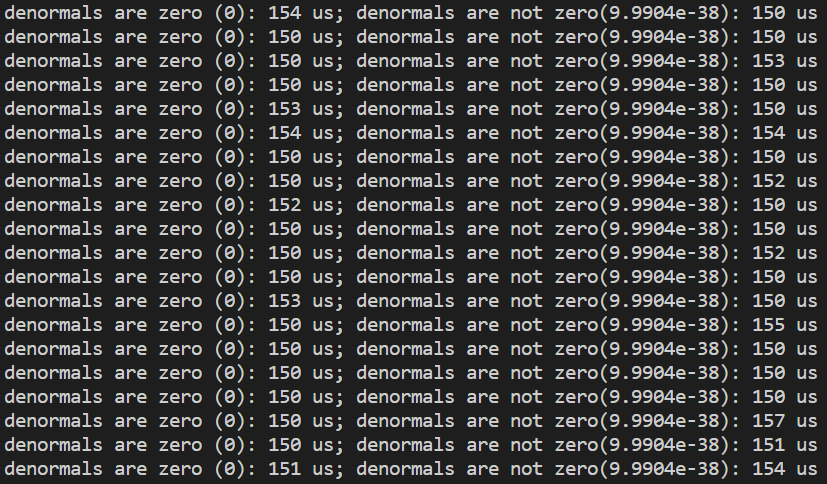 denormals are zero (0): 154 us; denormals are not zero(9.9904e-38): 150 us
denormals are zero (0): 150 us; denormals are not zero(9.9904e-38): 150 us
denormals are zero (0): 150 us; denormals are not zero(9.9904e-38): 153 us
denormals are zero (0): 150 us; denormals are not zero(9.9904e-38): 150 us
denormals are zero (0): 153 us; denormals are not zero(9.9904e-38): 150 us
denormals are zero (0): 154 us; denormals are not zero(9.9904e-38): 154 us
denormals are zero (0): 150 us; denormals are not zero(9.9904e-38): 150 us
denormals are zero (0): 150 us; denormals are not zero(9.9904e-38): 152 us
denormals are zero (0): 152 us; denormals are not zero(9.9904e-38): 150 us
denormals are zero (0): 150 us; denormals are not zero(9.9904e-38): 150 us
denormals are zero (0): 150 us; denormals are not zero(9.9904e-38): 152 us
denormals are zero (0): 150 us; denormals are not zero(9.9904e-38): 150 us
denormals are zero (0): 153 us; denormals are not zero(9.9904e-38): 150 us
denormals are zero (0): 150 us; denormals are not zero(9.9904e-38): 155 us
denormals are zero (0): 150 us; denormals are not zero(9.9904e-38): 150 us
denormals are zero (0): 150 us; denormals are not zero(9.9904e-38): 150 us
denormals are zero (0): 150 us; denormals are not zero(9.9904e-38): 150 us
denormals are zero (0): 150 us; denormals are not zero(9.9904e-38): 157 us
denormals are zero (0): 150 us; denormals are not zero(9.9904e-38): 151 us
denormals are zero (0): 151 us; denormals are not zero(9.9904e-38): 154 us